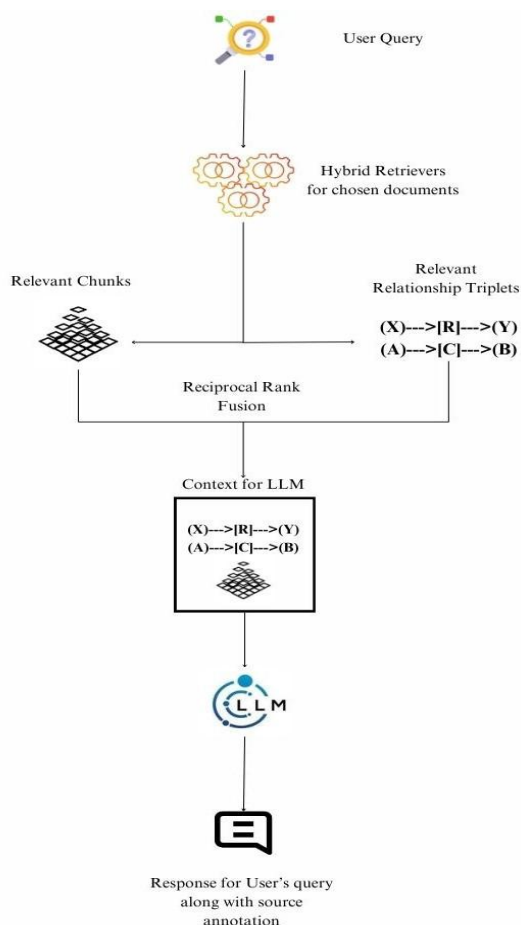 ?
User Query
Hybrid Retrievers
for chosen documents
Relevant Chunks
Relevant
Relationship Triplets
(X)--->[R]--->(Y)
(A)--->[C]--->(B)
Reciprocal Rank
Fusion
Context for LLM
(X)--->[R]--->(Y)
(A)--->[C]--->(B)
LLM
Response for User's query
along with source
annotation